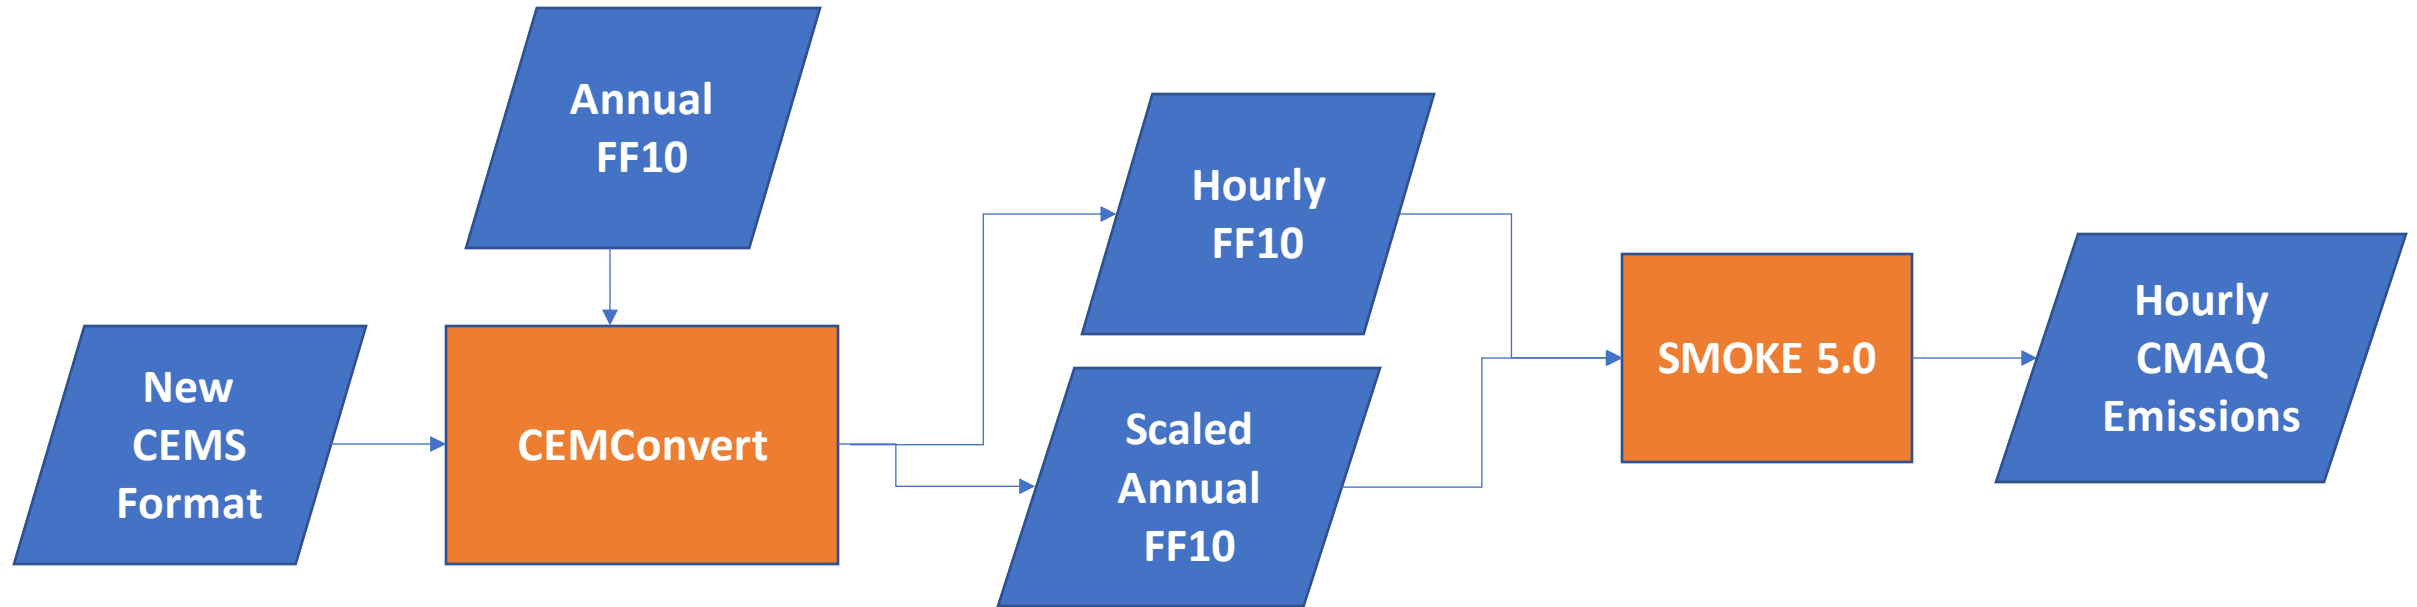 Annual
FF10
New
CEMS
Format
CEMConvert
Hourly
FF10
Scaled
Annual
FF10
SMOKE 5.0
Hourly
CMAQ
Emissions